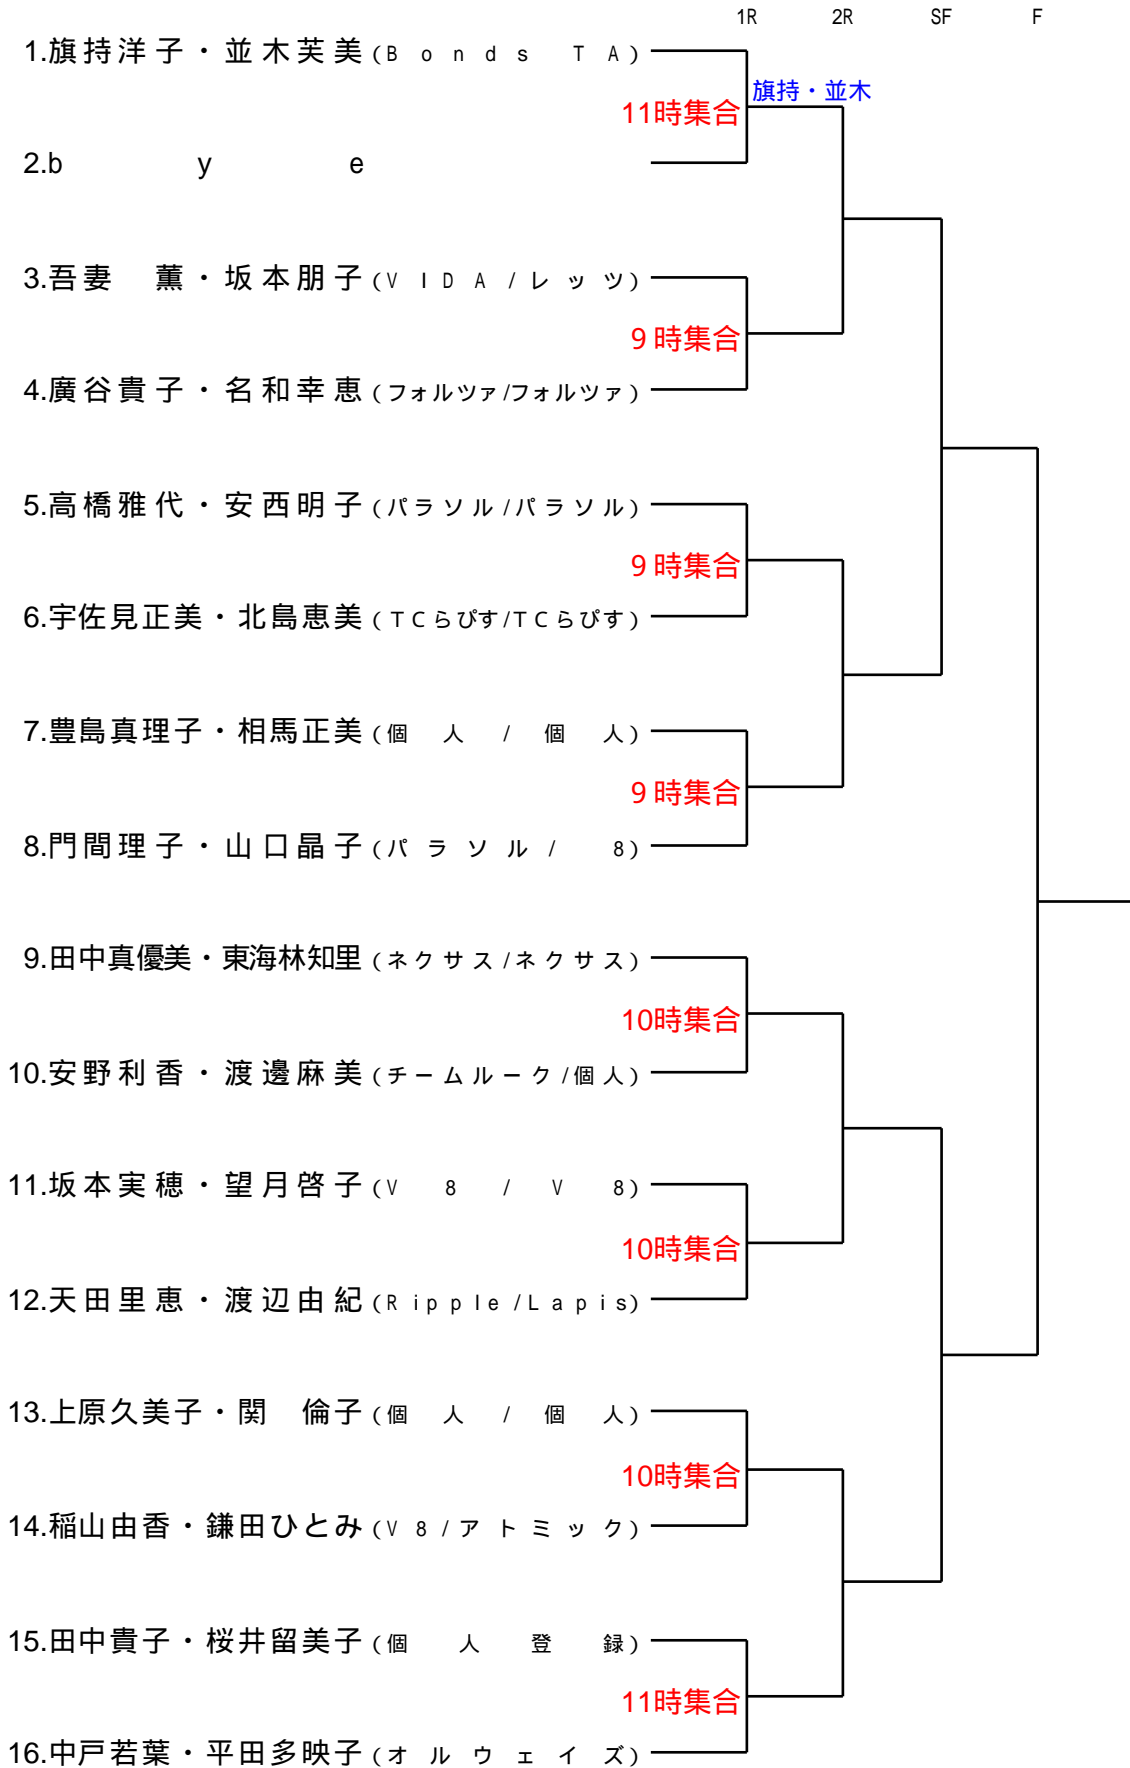 1R 2R SF F
1.旗持洋子・並木芙美(Bonds TA)
旗持・並木
11時集合
2.bye
3.吾妻　薫・坂本朋子(VIDA/レッツ)
9時集合
4.廣谷貴子・名和幸恵(フォルツァ/フォルツァ)
5.高橋雅代・安西明子(パラソル/パラソル)
9時集合
6.宇佐見正美・北島恵美(TCらぴす/TCらぴす)
7.豊島真理子・相馬正美(個人/個人)
9時集合
8.門間理子・山口晶子(パラソル/ 8)
9.田中真優美・東海林知里(ネクサス/ネクサス)
10時集合
10.安野利香・渡邊麻美(チームルーク/個人)
11.坂本実穂・望月啓子(V8/V8)
10時集合
12.天田里恵・渡辺由紀(Ripple/Lapis)
13.上原久美子・関　倫子(個人/個人)
10時集合
14.稲山由香・鎌田ひとみ(V8/アトミック)
15.田中貴子・桜井留美子(個人登録)
11時集合
16.中戸若葉・平田多映子(オルウェイズ)